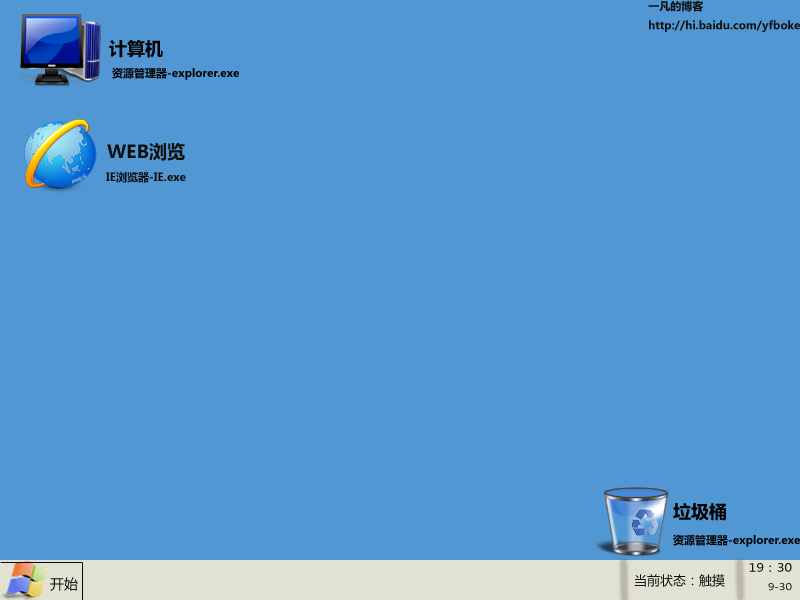 一凡的博客
http://hi.baidu.com/yfboke
计算机
资源管理器-explorer.exe
WEB浏览
IE浏览器-IE.exe
垃圾桶
资源管理器-explorer.exe
开始
当前状态：触摸
19：30
9-30